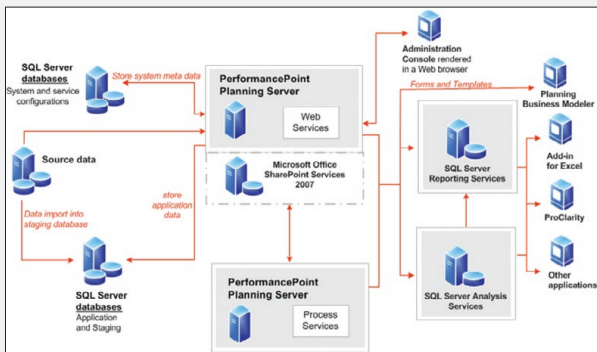 SQL Server
databases
System and service
configurations
Store system meta data
PerformancePoint
Planning Server
Web
Services
Administration
Console rendered
in a Web browser
Forms and Templates
Planning
Business Modeler
Source data
Microsoft Office
SharePoint Services
2007
SQL Server
Reporting Services
Add-in
for Excel
store
application
data
Data import into
staging database
ProClarity
SQL Server
databases
Application
and Staging
PerformancePoint
Planning Server
Process
Services
SQL Server Analysis
Services
Other
applications